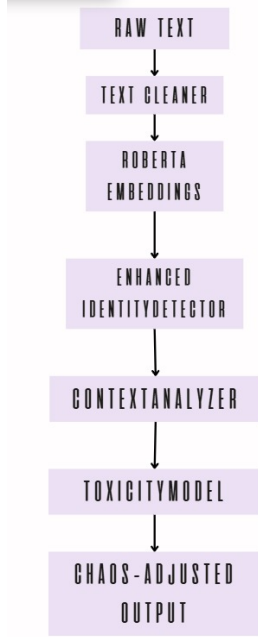 RAW TEXT
TEXT CLEANER
ROBERTA
EMBEDDINGS
ENHANCED
IDENTITYDETECTOR
CONTEXTANALYZER
TOXICITYMODEL
CHAOS-ADJUSTED
OUTPUT